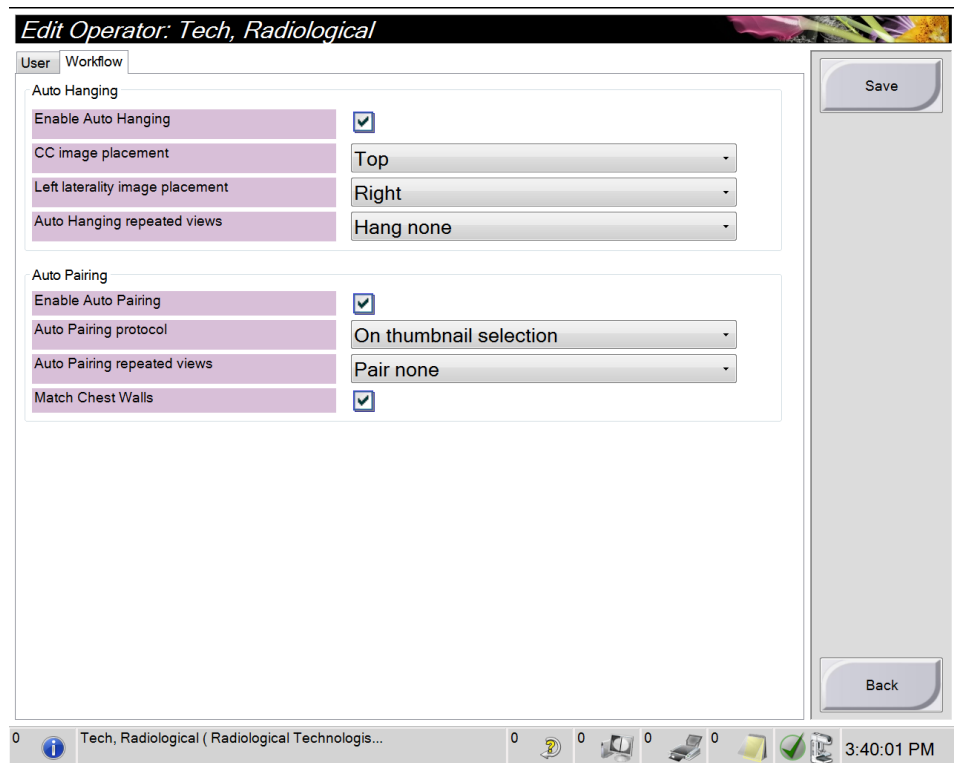 Edit Operator: Tech, Radiological
User Workflow
Save
Auto Hanging
Enable Auto Hanging
CC image placement Top
Left laterality image placement Right
Auto Hanging repeated views Hang none
Auto Pairing
Enable Auto Pairing
Auto Pairing protocol On thumbnail selection
Auto Pairing repeated views Pair none
Match Chest Walls
Back
0 Tech, Radiological ( Radiological Technologis... 0 0 0 0 3:40:01 PM